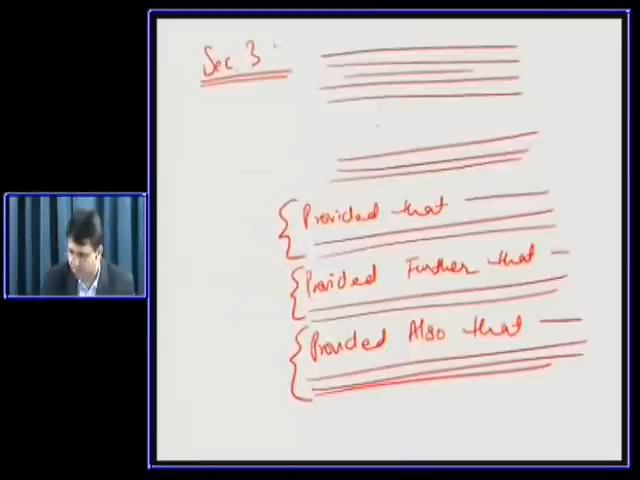 Sec 3
Provided that
Provided Further that
Provided Also that